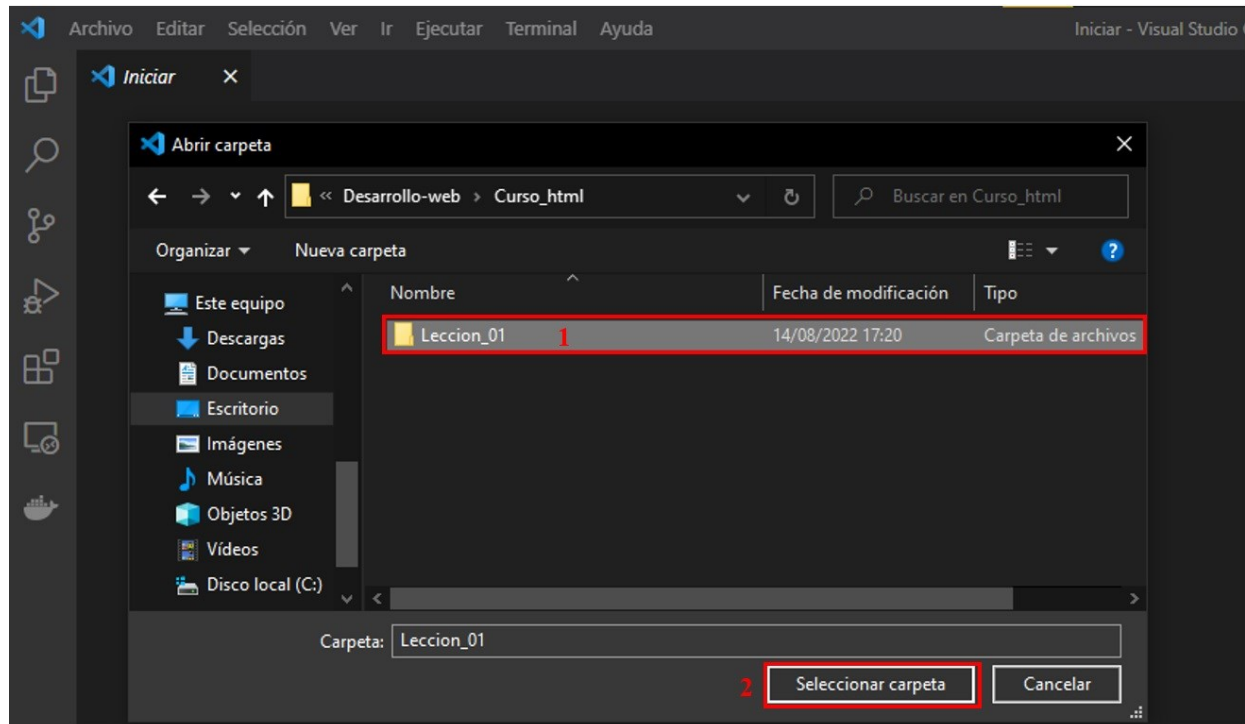 Archivo Editar Selección Ver Ir Ejecutar Terminal Ayuda Iniciar - Visual Studio
Iniciar
Abrir carpeta
« Desarrollo-web > Curso_html Buscar en Curso_html
Organizar Nueva carpeta
Nombre Fecha de modificación Tipo
Este equipo
Descargas
Documentos
Escritorio
Imágenes
Música
Objetos 3D
Vídeos
Disco local (C:)
Leccion_01 1 14/08/2022 17:20 Carpeta de archivos
Carpeta: Leccion_01
2 Seleccionar carpeta Cancelar